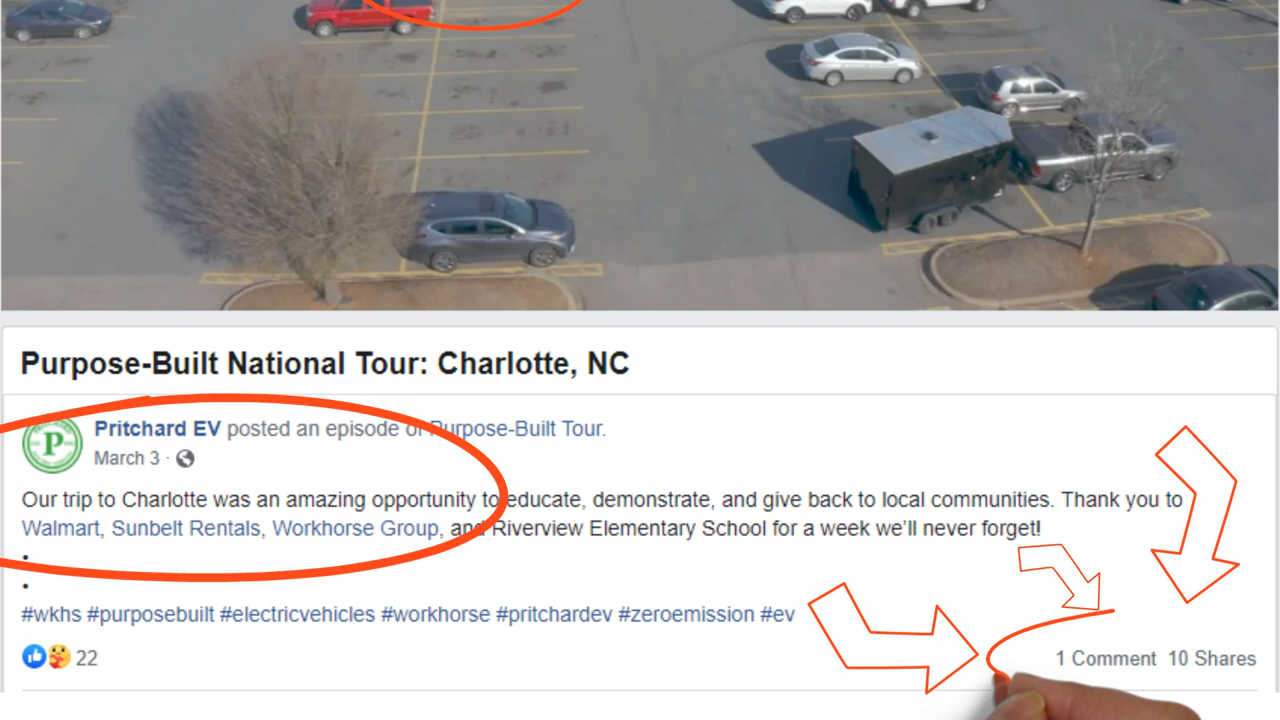 Purpose-Built National Tour: Charlotte, NC
Pritchard EV posted an episode of Purpose-Built Tour.
March 3 ·
Our trip to Charlotte was an amazing opportunity to educate, demonstrate, and give back to local communities. Thank you to
Walmart, Sunbelt Rentals, Workhorse Group, and Riverview Elementary School for a week we'll never forget!
•
•
#wkhs #purposebuilt #electricvehicles #workhorse #pritchardev #zeroemission #ev
22
1 Comment 10 Shares